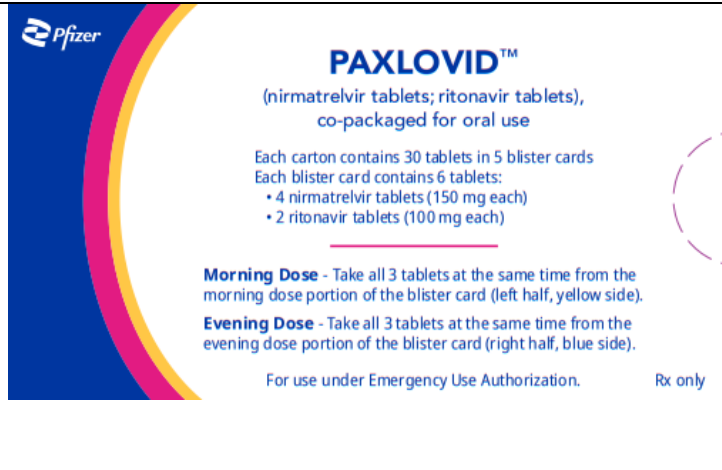 Pfizer
PAXLOVID™
(nirmatrelvir tablets; ritonavir tablets),
co-packaged for oral use
Each carton contains 30 tablets in 5 blister cards
Each blister card contains 6 tablets:
• 4 nirmatrelvir tablets (150 mg each)
• 2 ritonavir tablets (100 mg each)
Morning Dose - Take all 3 tablets at the same time from the
morning dose portion of the blister card (left half, yellow side).
Evening Dose - Take all 3 tablets at the same time from the
evening dose portion of the blister card (right half, blue side).
For use under Emergency Use Authorization. Rx only